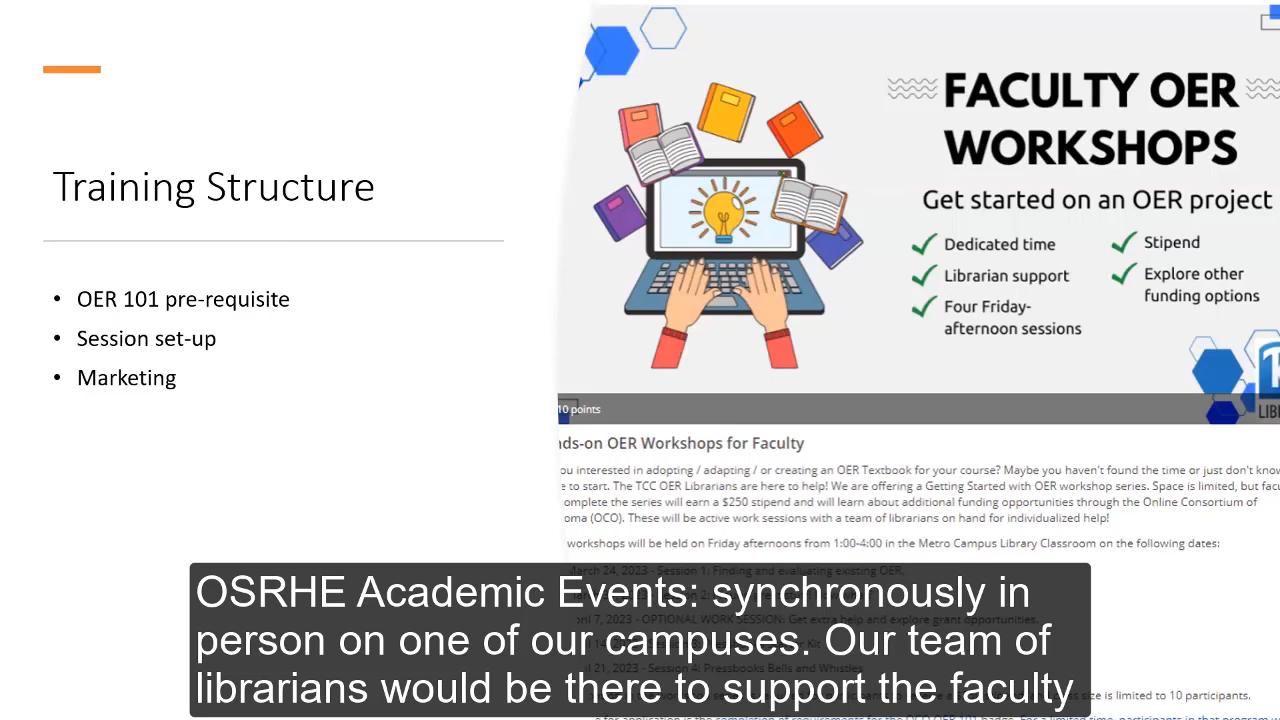 Training Structure
• OER 101 pre-requisite
• Session set-up
• Marketing
FACULTY OER
WORKSHOPS
Get started on an OER project
Dedicated time
Librarian support
Four Friday-
afternoon sessions
Stipend
Explore other
funding options
LIB
10 points
nds-on OER Workshops for Faculty
ou interested in adopting / adapting / or creating an OER Textbook for your course? Maybe you haven't found the time or just don't know
e to start. The TCC OER Librarians are here to help! We are offering a Getting Started with OER workshop series. Space is limited, but facu
omplete the series will earn a $250 stipend and will learn about additional funding opportunities through the Online Consortium of
oma (OCO). These will be active work sessions with a team of librarians on hand for individualized help!
workshops will be held on Friday afternoons from 1:00-4:00 in the Metro Campus Library Classroom on the following dates:
March 24, 2023 - Session 1: Finding and evaluating existing OER.
April 7, 2023 - OPTIONAL WORK SESSION: Get extra help and explore grant opportunities.
April 21, 2023 - Session 4: Pressbooks Bells and Whistles
size is limited to 10 participants.
OSRHE Academic Events: synchronously in
person on one of our campuses. Our team of
librarians would be there to support the faculty